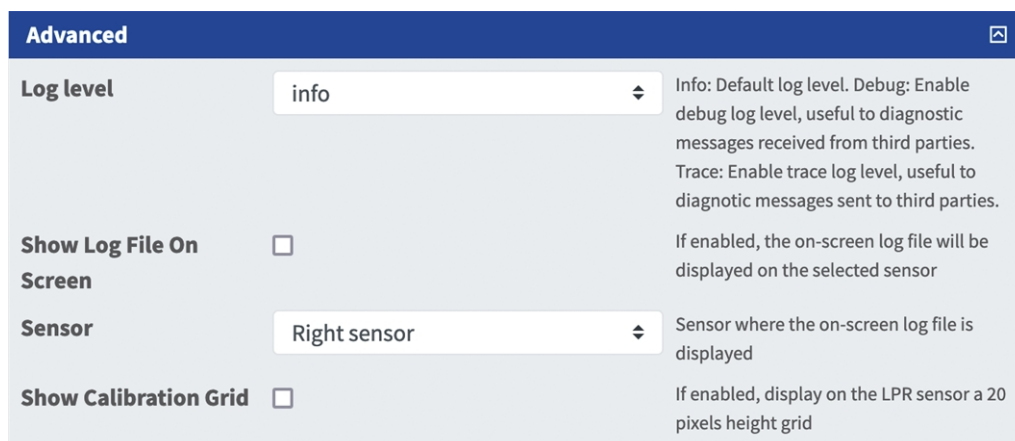 Advanced
Log level
info
Info: Default log level. Debug: Enable
debug log level, useful to diagnostic
messages received from third parties.
Trace: Enable trace log level, useful to
diagnotic messages sent to third parties.
Show Log File On
Screen
If enabled, the on-screen log file will be
displayed on the selected sensor
Sensor
Right sensor
Sensor where the on-screen log file is
displayed
Show Calibration Grid
If enabled, display on the LPR sensor a 20
pixels height grid